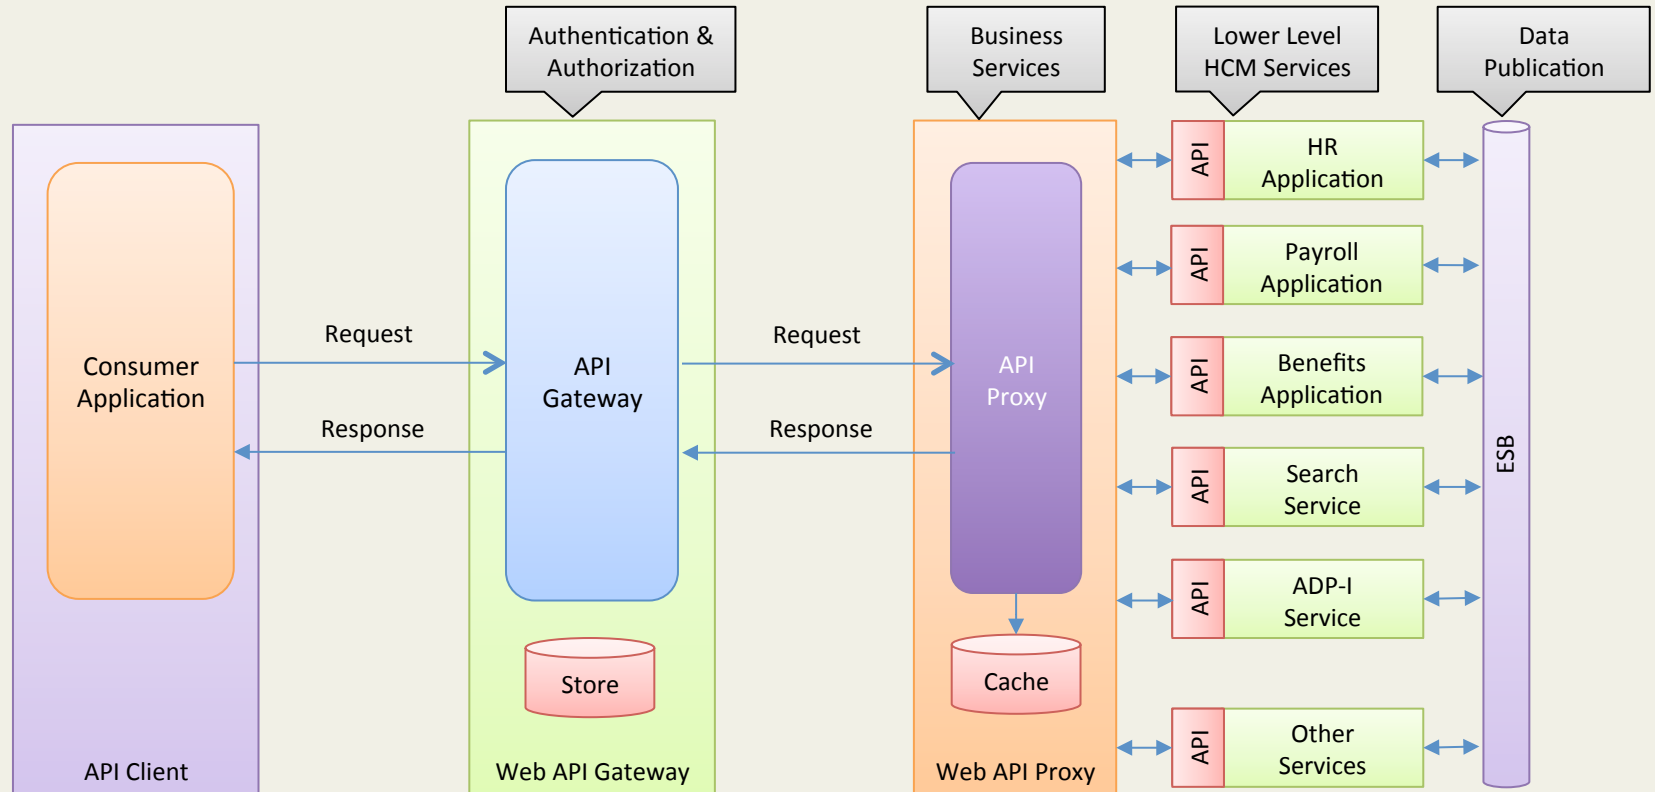 Authentication &
Authorization
Business
Services
Lower Level
HCM Services
Data
Publication
Consumer
Application
API Client
Request
Response
API
Gateway
Store
Web API Gateway
Request
Response
API
Proxy
Cache
Web API Proxy
API
HR
Application
API
Payroll
Application
API
Benefits
Application
API
Search
Service
API
ADP-I
Service
API
Other
Services
ESB